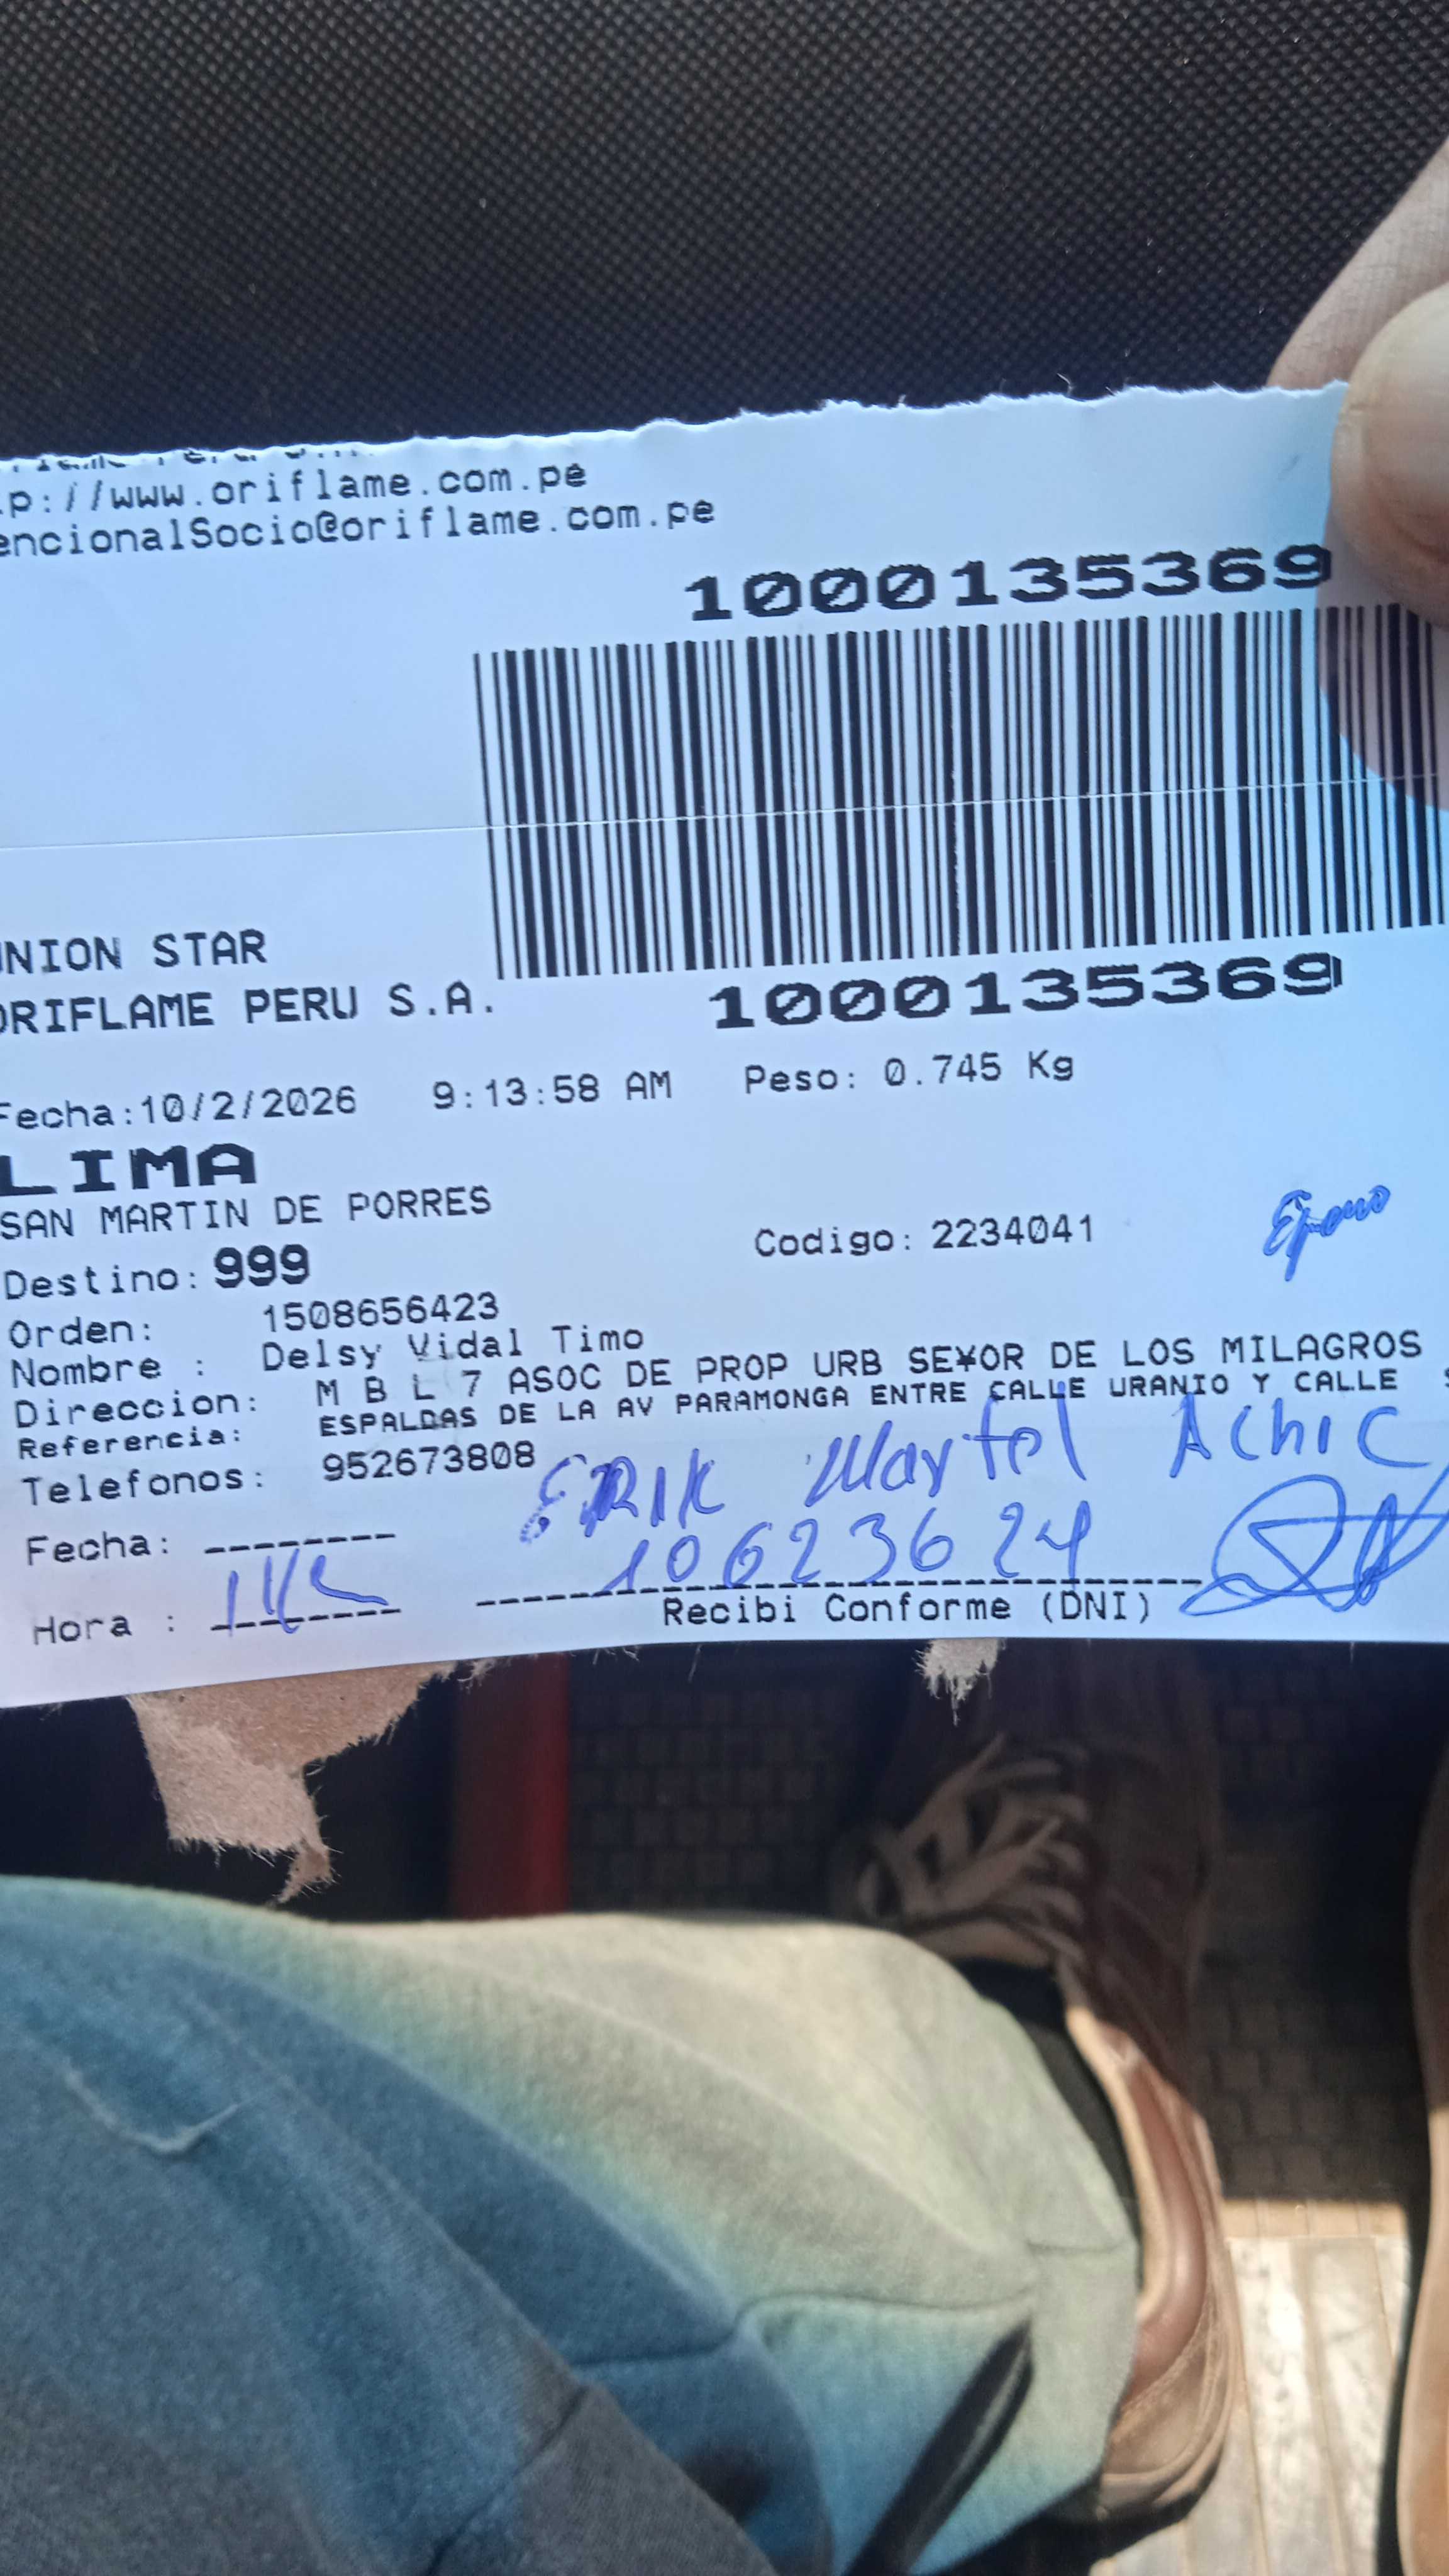 p://www.oriflame.com.pe
encionalSocio@oriflame.com.pe
1000135369
NION STAR
ORIFLAME PERU S.A.
1000135369
Fecha:10/2/2026 9:13:58 AM Peso: 0.745 Kg
LIMA
SAN MARTIN DE PORRES
Destino: 999 Codigo: 2234041
Orden: 1508656423
Nombre : Delsy Vidal Timo
Direccion: M B L 7 ASOC DE PROP URB SE¥OR DE LOS MILAGROS
Referencia: ESPALDAS DE LA AV PARAMONGA ENTRE CALLE URANIO Y CALLE
Telefonos: 952673808
ERIK Martel AChIC
Fecha: --------
10623624
Hora : --------
Recibi Conforme (DNI)